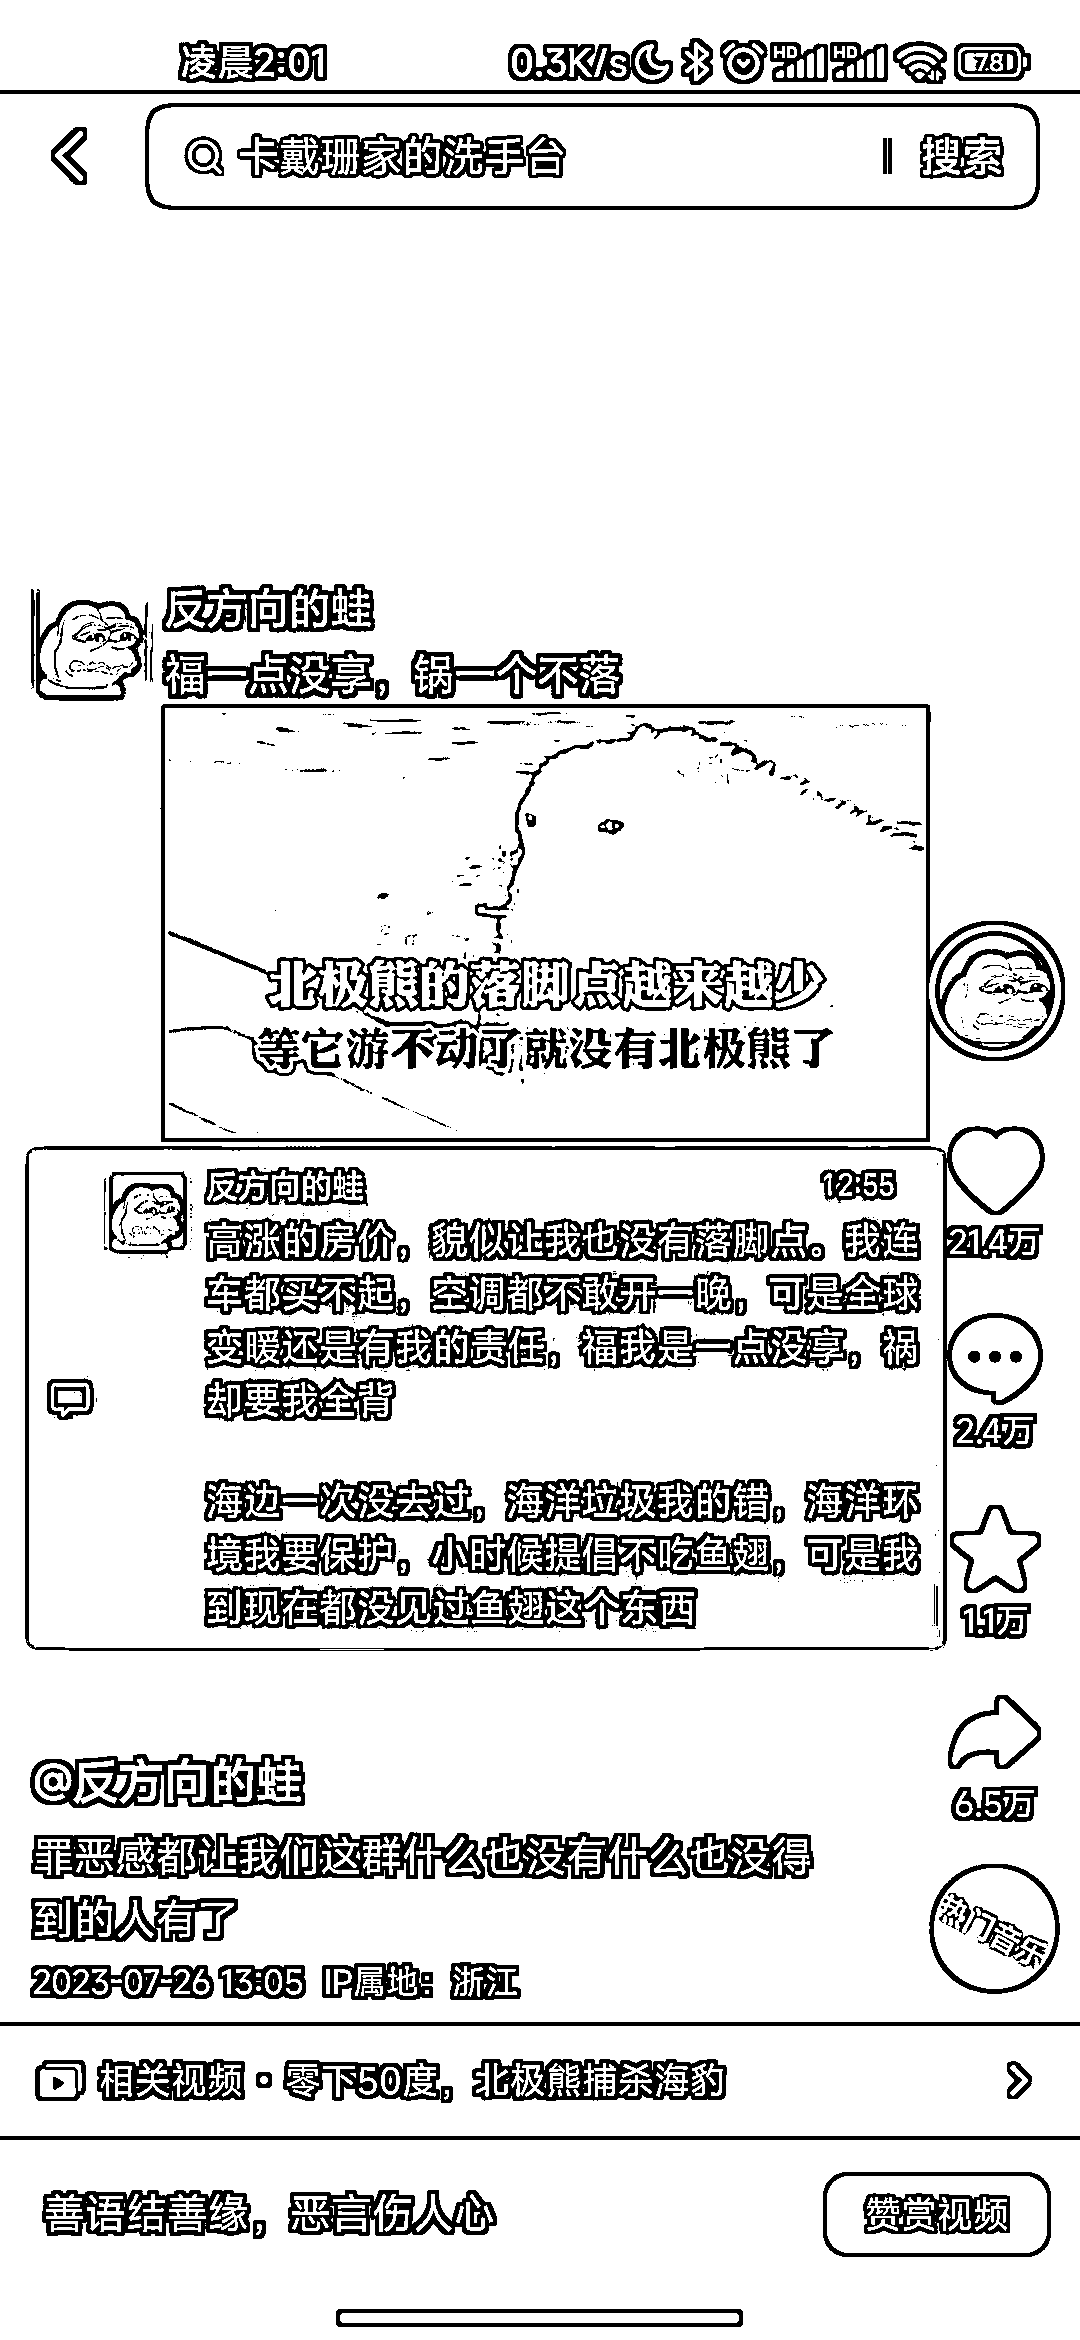 凌晨2:01 0.3K/s HD HD 78
卡戴珊家的洗手台 搜索
反方向的蛙
福一点没享，锅一个不落
北极熊的落脚点越来越少
等它游不动了就没有北极熊了
反方向的蛙 12:55
高涨的房价，貌似让我也没有落脚点。我连
车都买不起，空调都不敢开一晚，可是全球
变暖还是有我的责任，福我是一点没享，祸
却要我全背
海边一次没去过，海洋垃圾我的错，海洋环
境我要保护，小时候提倡不吃鱼翅，可是我
到现在都没见过鱼翅这个东西
21.4万
2.4万
1.1万
6.5万
热门音乐
@反方向的蛙
罪恶感都让我们这群什么也没有什么也没得
到的人有了
2023-07-26 13:05 IP属地：浙江
相关视频·零下50度，北极熊捕杀海豹
善语结善缘，恶言伤人心
赞赏视频